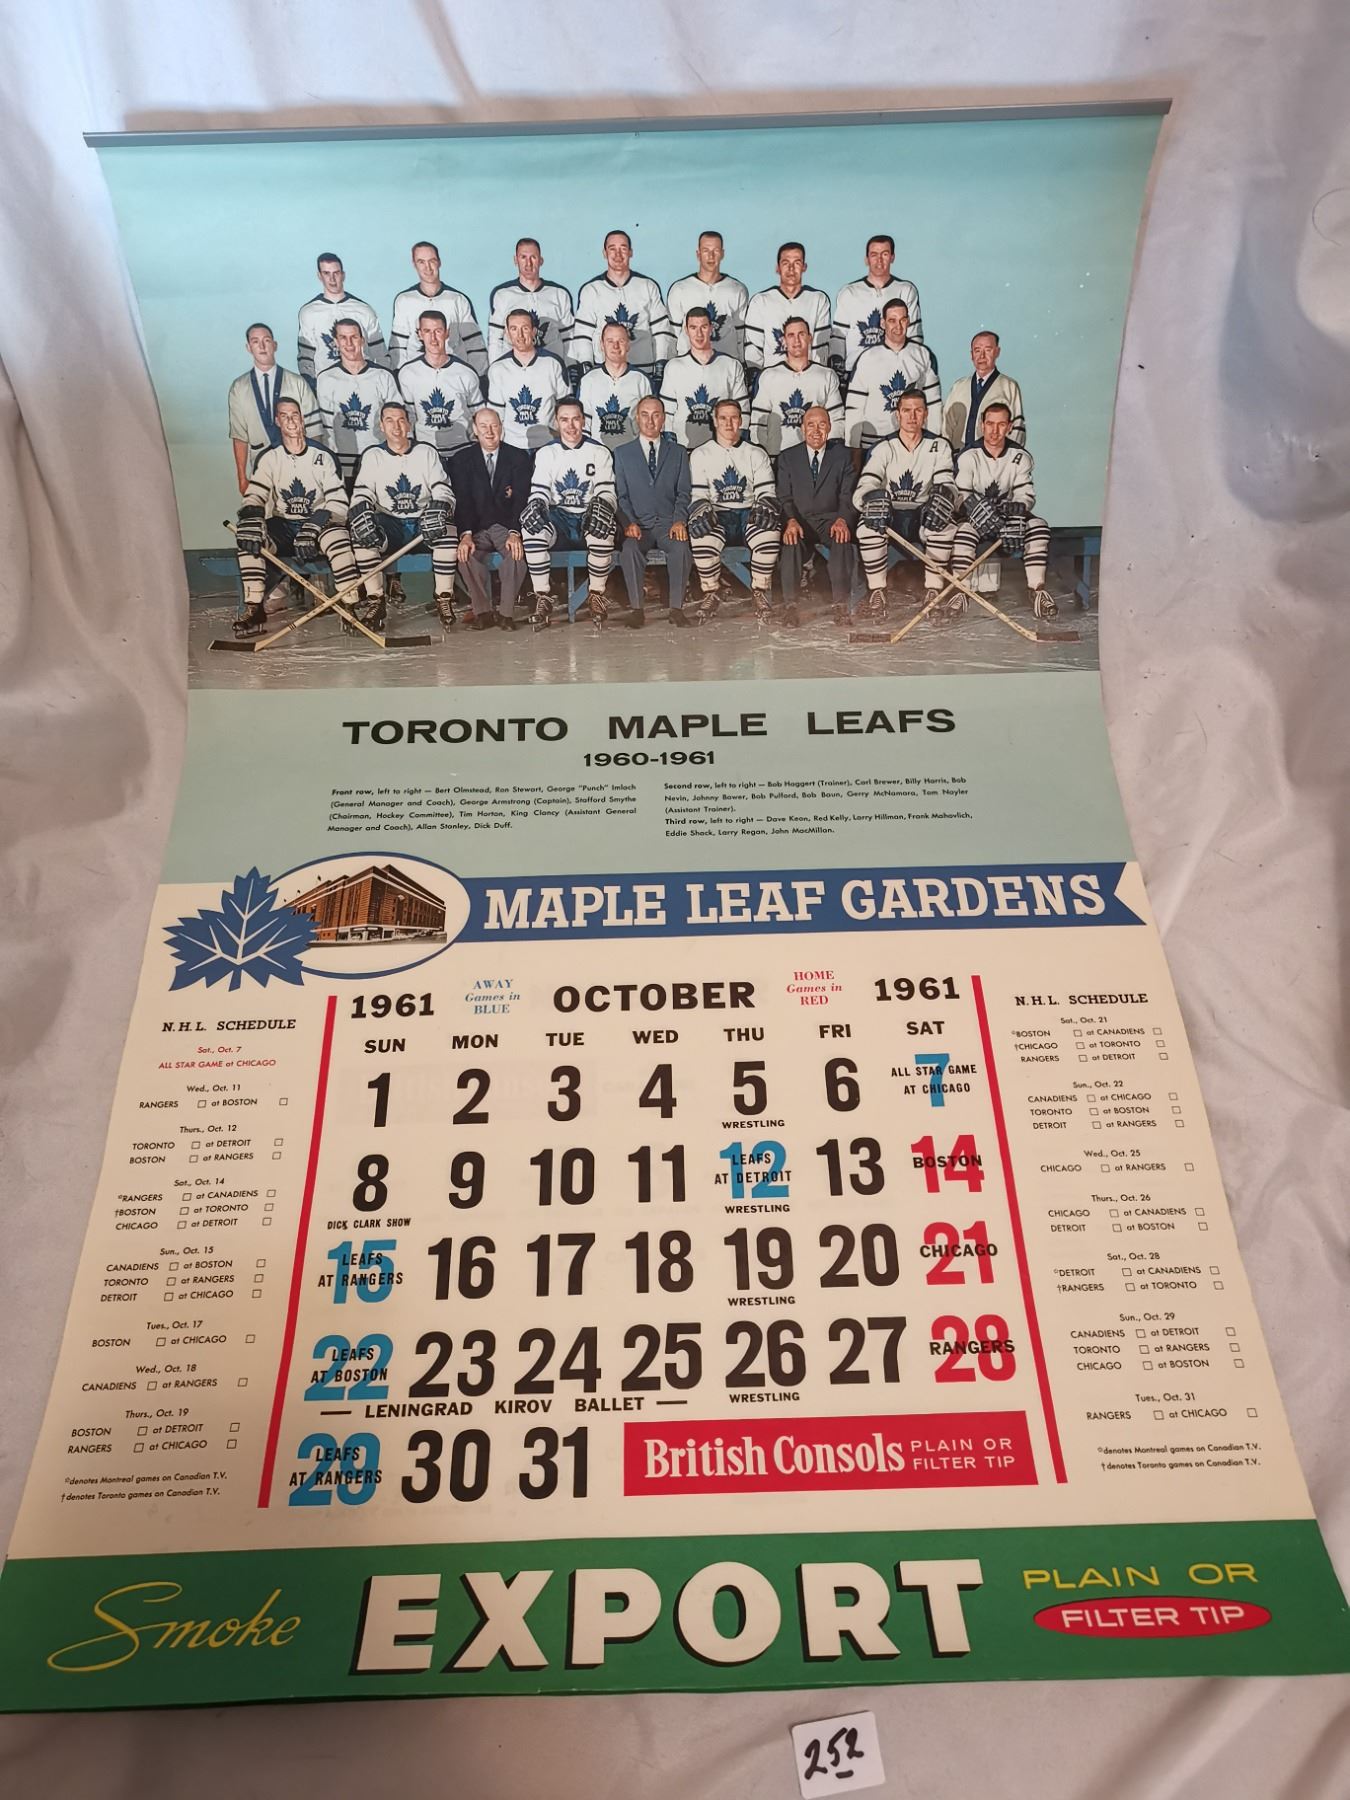 TORONTO MAPLE LEAFS
1960-1961
Front row, left to right — Bert Olmstead, Ron Stewart, George "Punch" Imlach
(General Manager and Coach), George Armstrong (Captain), Stafford Smythe
(Chairman, Hockey Committee), Tim Horton, King Clancy (Assistant General
Manager and Coach), Allan Stanley, Dick Duff.
Second row, left to right — Bob Haggert (Trainer), Carl Brewer, Billy Harris, Bob
Nevin, Johnny Bower, Bob Pulford, Bob Baun, Gerry McNamara, Tom Nayler
(Assistant Trainer).
Third row, left to right — Dave Keon, Red Kelly, Larry Hillman, Frank Mahovlich,
Eddie Shack, Larry Regan, John MacMillan.
MAPLE LEAF GARDENS
N.H.L. SCHEDULE
Sat., Oct. 7
ALL STAR GAME at CHICAGO
Wed., Oct. 11
RANGERS □ at BOSTON □
Thurs., Oct. 12
TORONTO □ at DETROIT □
BOSTON □ at RANGERS □
Sat., Oct. 14
°RANGERS □ at CANADIENS □
†BOSTON □ at TORONTO □
CHICAGO □ at DETROIT □
Sun., Oct. 15
CANADIENS □ at BOSTON □
TORONTO □ at RANGERS □
DETROIT □ at CHICAGO □
Tues., Oct. 17
BOSTON □ at CHICAGO □
Wed., Oct. 18
CANADIENS □ at RANGERS □
Thurs., Oct. 19
BOSTON □ at DETROIT □
RANGERS □ at CHICAGO □
°denotes Montreal games on Canadian T.V.
†denotes Toronto games on Canadian T.V.
1961 AWAY Games in BLUE OCTOBER HOME Games in RED 1961
SUN MON TUE WED THU FRI SAT
1 2 3 4 5 6 7
ALL STAR GAME
AT CHICAGO
WRESTLING
8 9 10 11 12 13 14
LEAFS
AT DETROIT
BOSTON
DICK CLARK SHOW
WRESTLING
15 16 17 18 19 20 21
LEAFS
AT RANGERS
CHICAGO
WRESTLING
22 23 24 25 26 27 28
LEAFS
AT BOSTON
RANGERS
WRESTLING
— LENINGRAD KIROV BALLET —
29 30 31
LEAFS
AT RANGERS
British Consols PLAIN OR
FILTER TIP
N.H.L. SCHEDULE
Sat., Oct. 21
°BOSTON □ at CANADIENS □
†CHICAGO □ at TORONTO □
RANGERS □ at DETROIT □
Sun., Oct. 22
CANADIENS □ at CHICAGO □
TORONTO □ at BOSTON □
DETROIT □ at RANGERS □
Wed., Oct. 25
CHICAGO □ at RANGERS □
Thurs., Oct. 26
CHICAGO □ at CANADIENS □
DETROIT □ at BOSTON □
Sat., Oct. 28
°DETROIT □ at CANADIENS □
†RANGERS □ at TORONTO □
Sun., Oct. 29
CANADIENS □ at DETROIT □
TORONTO □ at RANGERS □
CHICAGO □ at BOSTON □
Tues., Oct. 31
RANGERS □ at CHICAGO □
°denotes Montreal games on Canadian T.V.
†denotes Toronto games on Canadian T.V.
Smoke EXPORT PLAIN OR
FILTER TIP
252